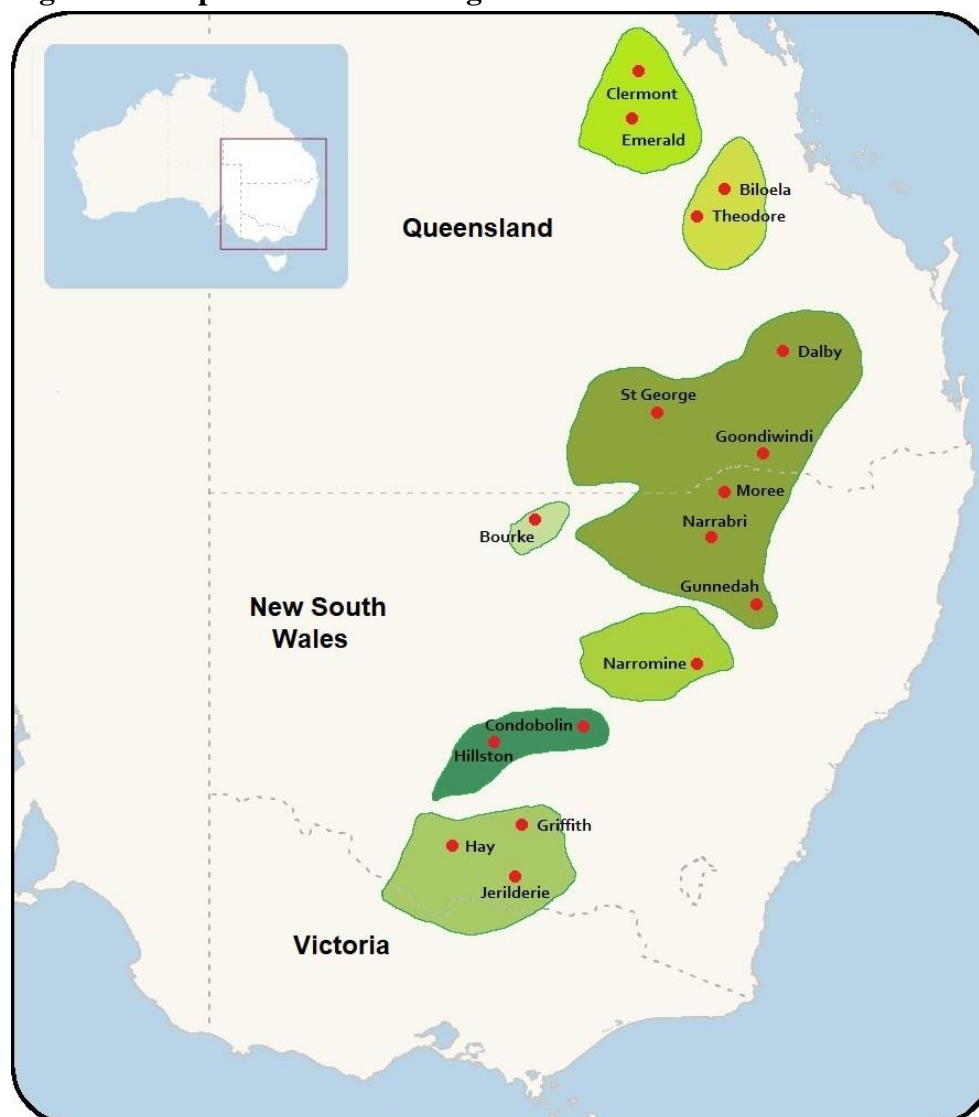 Clermont
Emerald
Biloela
Theodore
Queensland
Dalby
St George
Goondiwindi
Moree
Narrabri
Bourke
Gunnedah
New South
Wales
Narromine
Condobolin
Hillston
Griffith
Hay
Jerilderie
Victoria